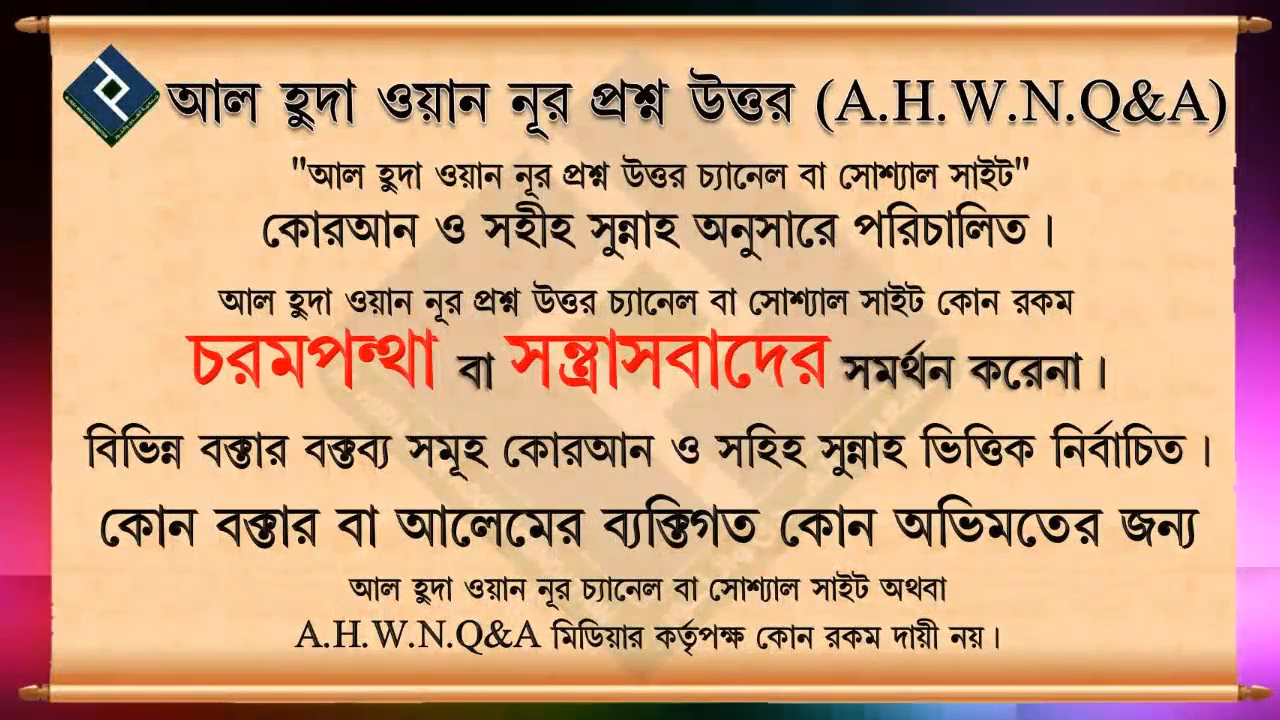 আল হুদা ওয়ান নূর প্রশ্ন উত্তর (A.H.W.N.Q&A)
"আল হুদা ওয়ান নূর প্রশ্ন উত্তর চ্যানেল বা সোশ্যাল সাইট"
কোরআন ও সহীহ সুন্নাহ অনুসারে পরিচালিত।
আল হুদা ওয়ান নূর প্রশ্ন উত্তর চ্যানেল বা সোশ্যাল সাইট কোন রকম
চরমপন্থা বা সন্ত্রাসবাদের সমর্থন করেনা।
বিভিন্ন বক্তার বক্তব্য সমূহ কোরআন ও সহিহ সুন্নাহ ভিত্তিক নির্বাচিত।
কোন বক্তার বা আলেমের ব্যক্তিগত কোন অভিমতের জন্য
আল হুদা ওয়ান নূর চ্যানেল বা সোশ্যাল সাইট অথবা
A.H.W.N.Q&A মিডিয়ার কর্তৃপক্ষ কোন রকম দায়ী নয়।